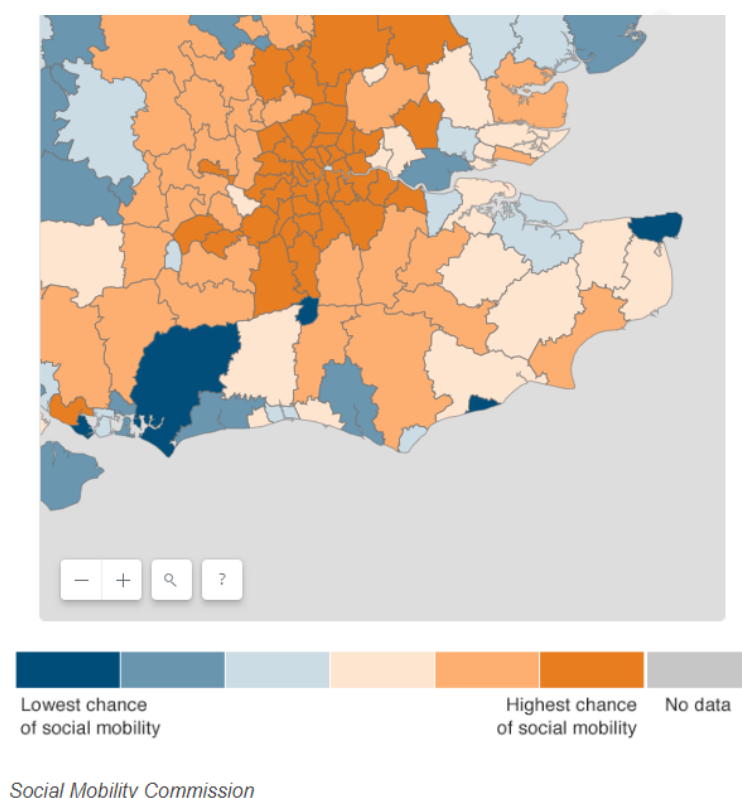 − + ?
Lowest chance
of social mobility
Highest chance
of social mobility
No data
Social Mobility Commission